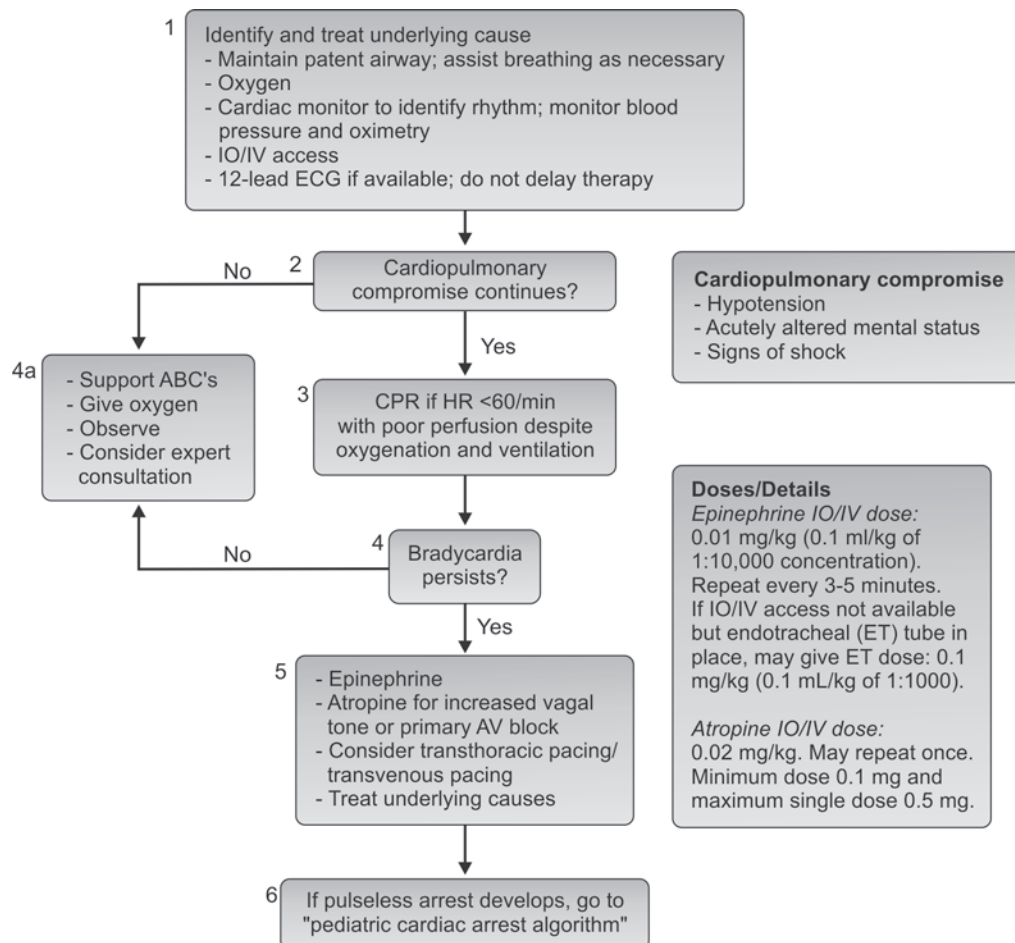 1
Identify and treat underlying cause
- Maintain patent airway; assist breathing as necessary
- Oxygen
- Cardiac monitor to identify rhythm; monitor blood
pressure and oximetry
- IO/IV access
- 12-lead ECG if available; do not delay therapy
No
2
Cardiopulmonary
compromise continues?
Cardiopulmonary compromise
- Hypotension
- Acutely altered mental status
- Signs of shock
Yes
4a
- Support ABC's
- Give oxygen
- Observe
- Consider expert
consultation
3
CPR if HR <60/min
with poor perfusion despite
oxygenation and ventilation
No
4
Bradycardia
persists?
Yes
Doses/Details
Epinephrine IO/IV dose:
0.01 mg/kg (0.1 ml/kg of
1:10,000 concentration).
Repeat every 3-5 minutes.
If IO/IV access not available
but endotracheal (ET) tube in
place, may give ET dose: 0.1
mg/kg (0.1 mL/kg of 1:1000).
Atropine IO/IV dose:
0.02 mg/kg. May repeat once.
Minimum dose 0.1 mg and
maximum single dose 0.5 mg.
5
- Epinephrine
- Atropine for increased vagal
tone or primary AV block
- Consider transthoracic pacing/
transvenous pacing
- Treat underlying causes
6
If pulseless arrest develops, go to
"pediatric cardiac arrest algorithm"